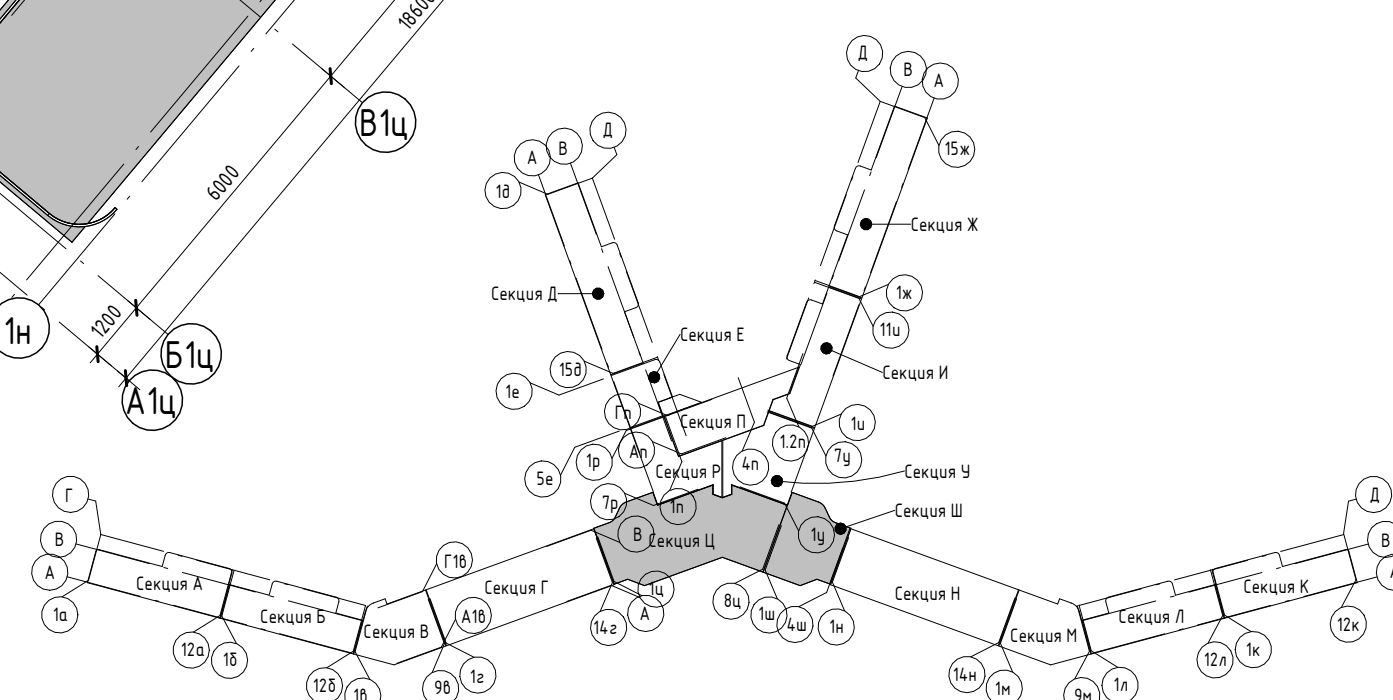 18600
В1ц
6000
1200
1н
Б1ц
А1ц
Д
В
А
15ж
Секция Ж
1ж
11и
Секция И
Д
В
А
1д
Секция Д
Секция Е
15д
1е
Гп
Секция П
1.2п
1и
7у
Ап
1р
5е
4п
Секция Р
Секция У
7р
1п
Секция Ш
В
Секция Ц
1у
Г
В
А
1а
Секция А
12а
1б
Секция Б
12б
1в
Секция В
Г1в
А1в
9в
1г
Секция Г
14г
А
1ц
8ц
1ш
4ш
1н
Секция Н
14н
1м
Секция М
9м
1л
Секция Л
12л
1к
Секция К
12к
Д
В
А